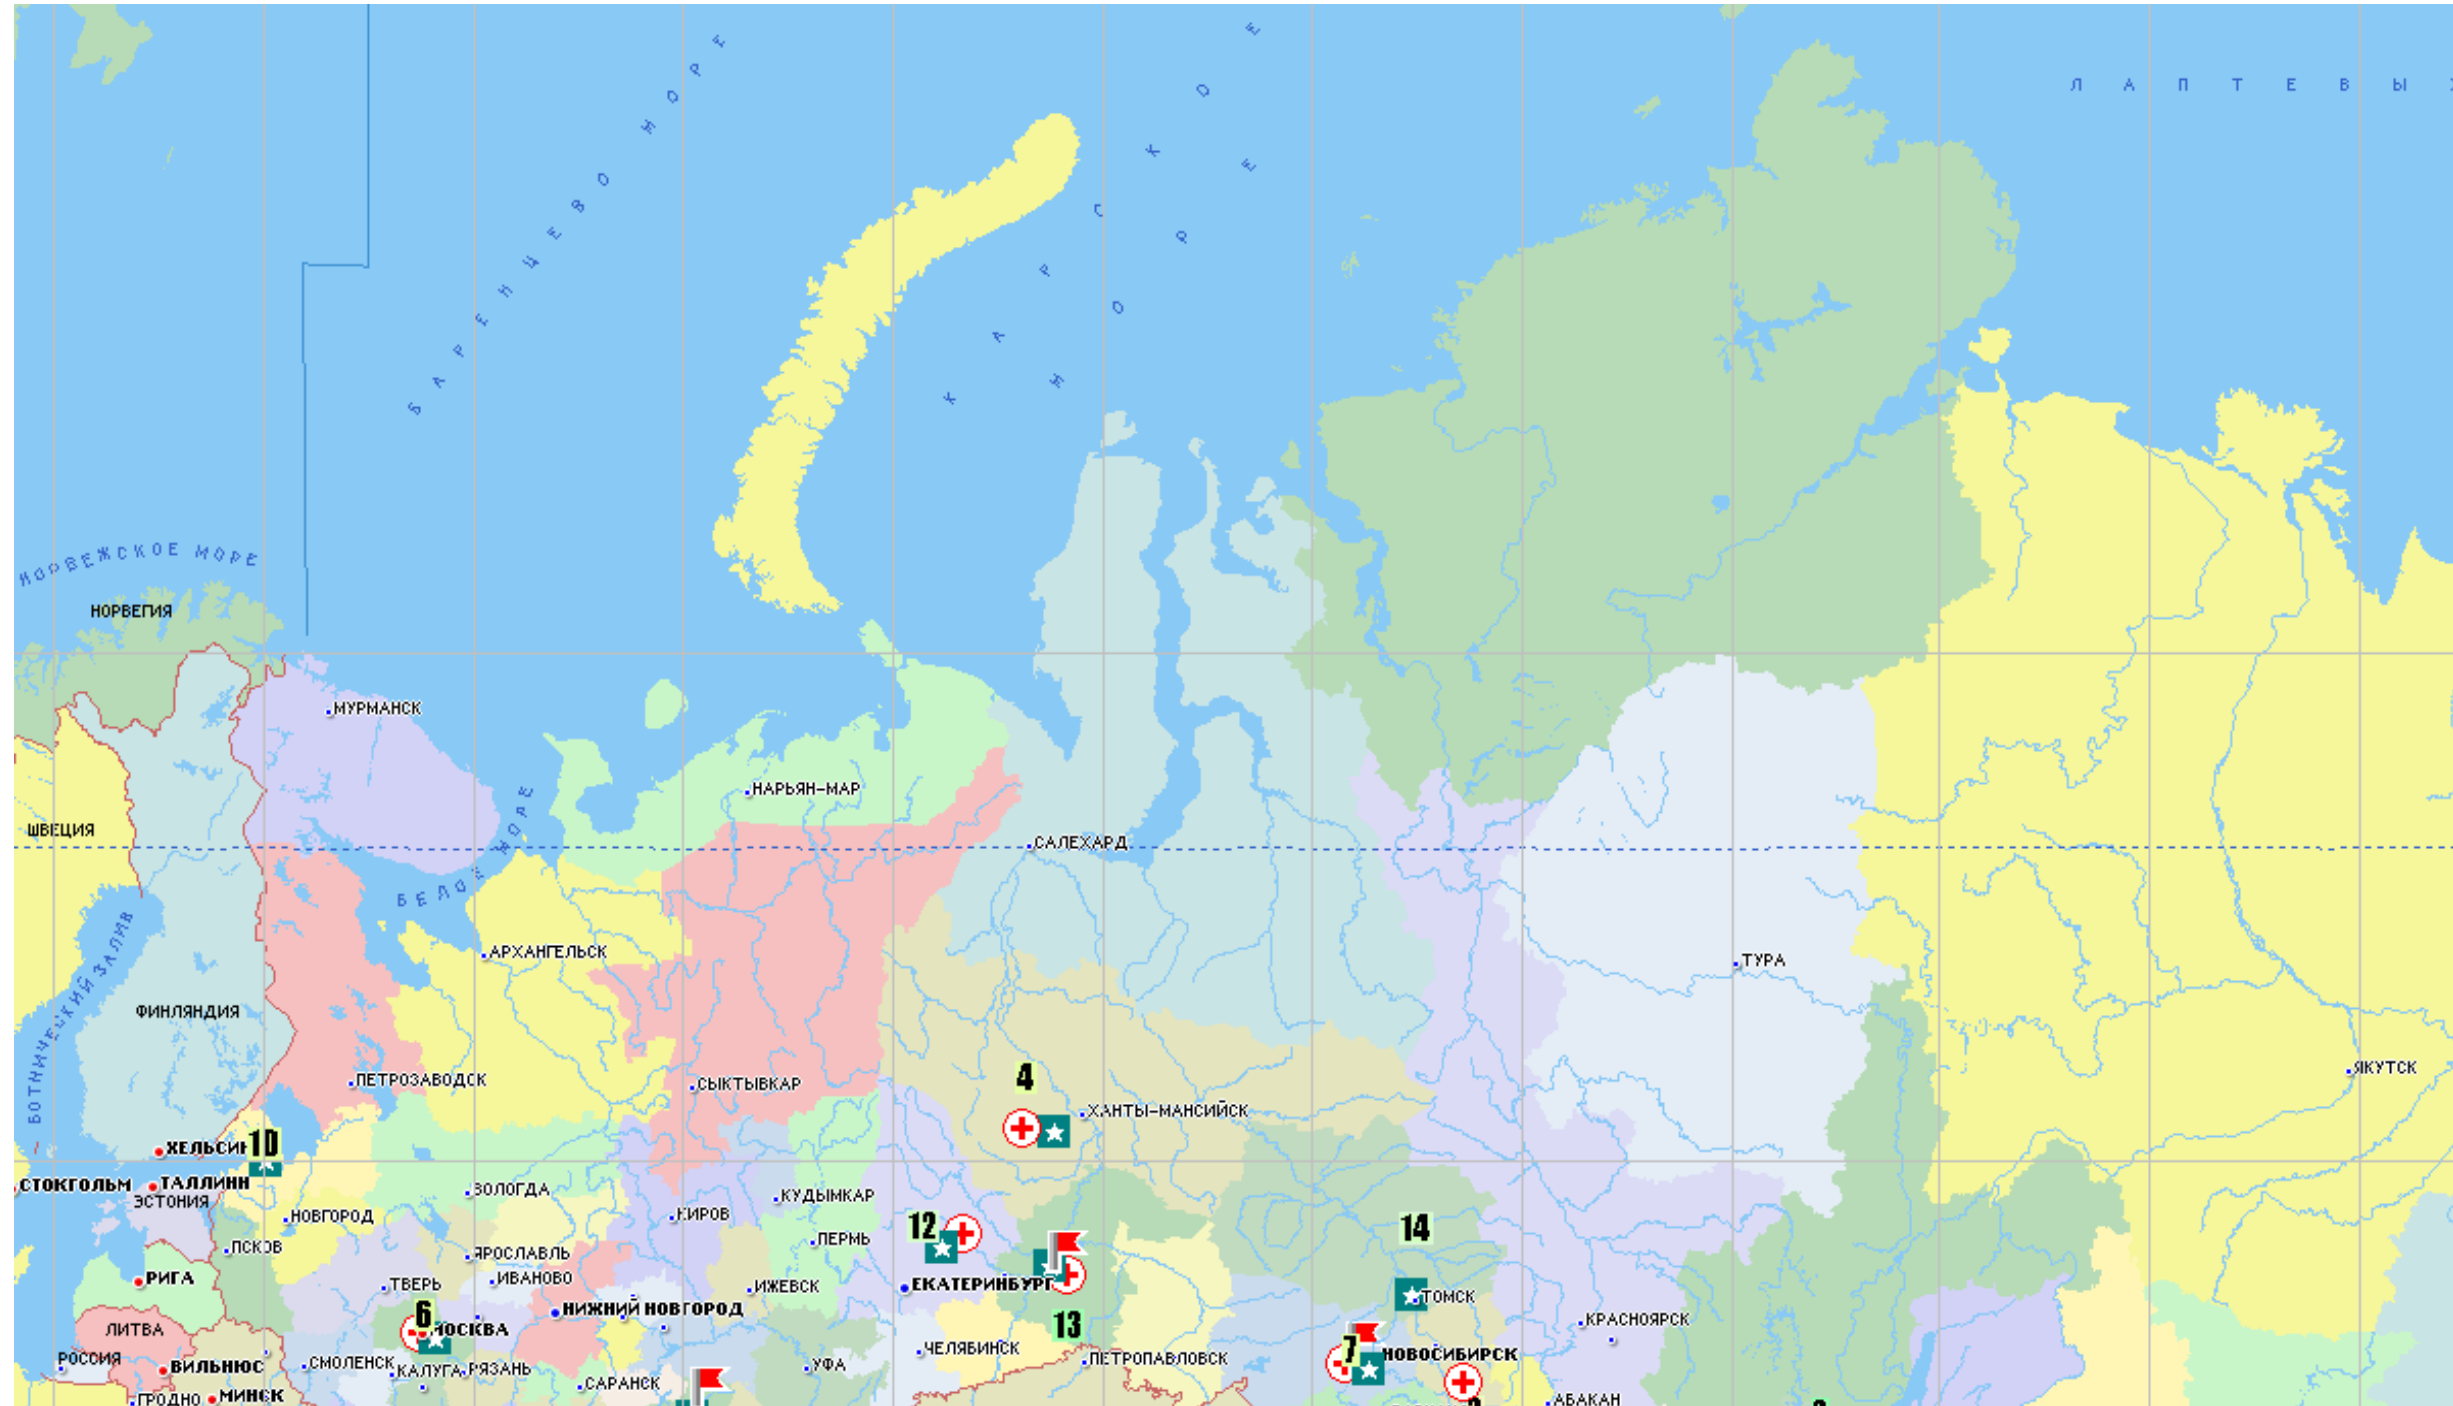 БАРЕНЦЕВО МОРЕ
КАРСКОЕ
МОРЕ
ЛАПТЕВЫХ
НОРВЕЖСКОЕ МОРЕ
НОРВЕГИЯ
МУРМАНСК
НАРЬЯН-МАР
ШВЕЦИЯ
САЛЕХАРД
БЕЛОЕ МОРЕ
АРХАНГЕЛЬСК
ТУРА
БОТНИЧЕСКИЙ ЗАЛИВ
ФИНЛЯНДИЯ
ЯКУТСК
ПЕТРОЗАВОДСК
СЫКТЫВКАР
4
ХАНТЫ-МАНСИЙСК
ХЕЛЬСИН
10
СТОКГОЛЬМ
ТАЛЛИНН
ЭСТОНИЯ
ВОЛОГДА
КУДЫМКАР
НОВГОРОД
КИРОВ
12
14
ПСКОВ
ЯРОСЛАВЛЬ
ПЕРМЬ
РИГА
ТВЕРЬ
ИВАНОВО
ИЖЕВСК
ЕКАТЕРИНБУРГ
ТОМСК
НИЖНИЙ НОВГОРОД
6
МОСКВА
13
КРАСНОЯРСК
ЛИТВА
ЧЕЛЯБИНСК
7
НОВОСИБИРСК
РОССИЯ
ВИЛЬНЮС
СМОЛЕНСК
КАЛУГА
РЯЗАНЬ
УФА
ПЕТРОПАВЛОВСК
САРАНСК
ГРОДНО
МИНСК
АБАКАН